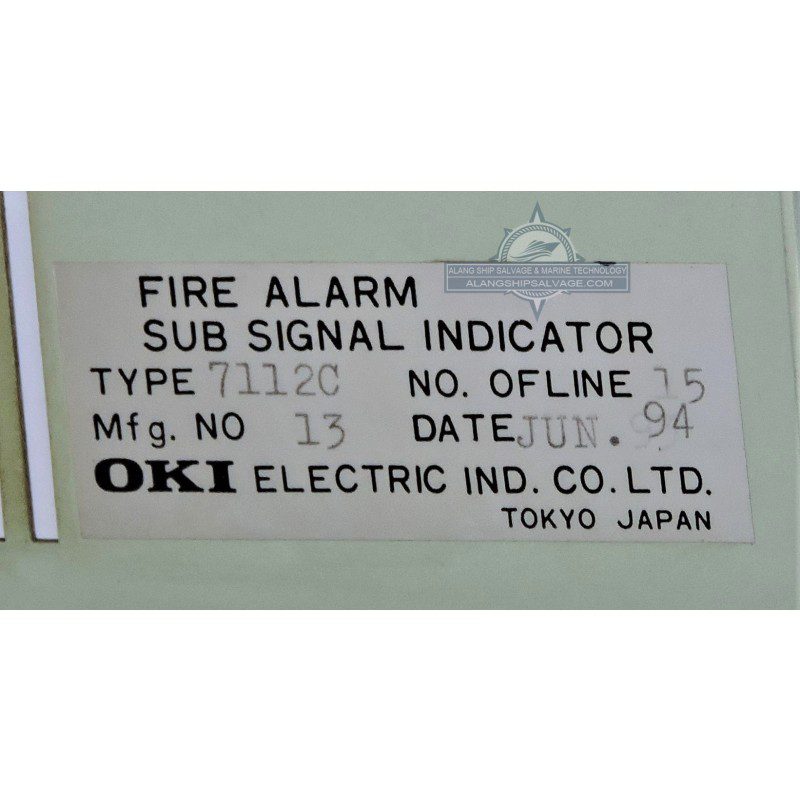 ALANG SHIP SALVAGE & MARINE TECHNOLOGY
ALANGSHIPSALVAGE.COM
FIRE ALARM
SUB SIGNAL INDICATOR
TYPE 7112C NO. OFLINE 15
Mfg. NO 13 DATE JUN. 94
OKI ELECTRIC IND. CO. LTD.
TOKYO JAPAN